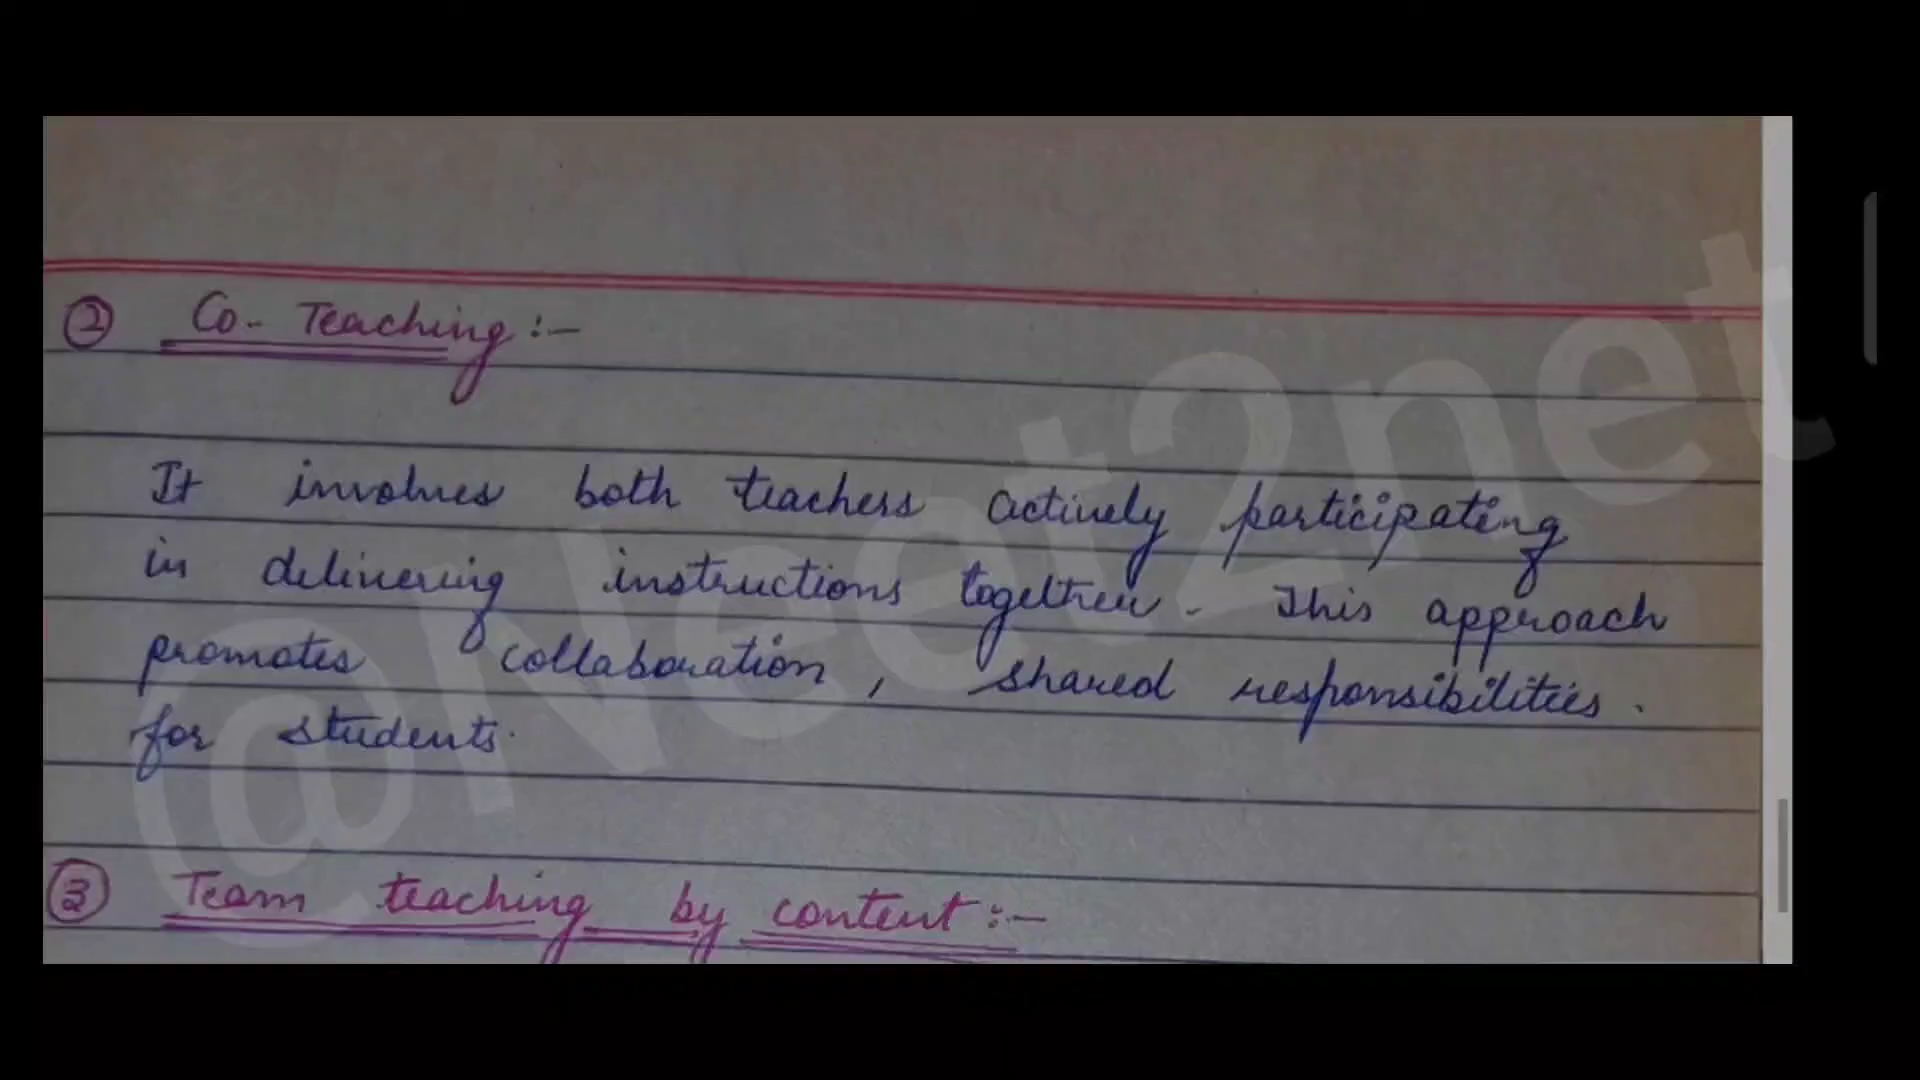 ② Co- Teaching :-
It involves both teachers actively participating
in delivering instructions together. This approach
promotes collaboration, shared responsibilities.
for students.
③ Team teaching by content :-
@Neet2net